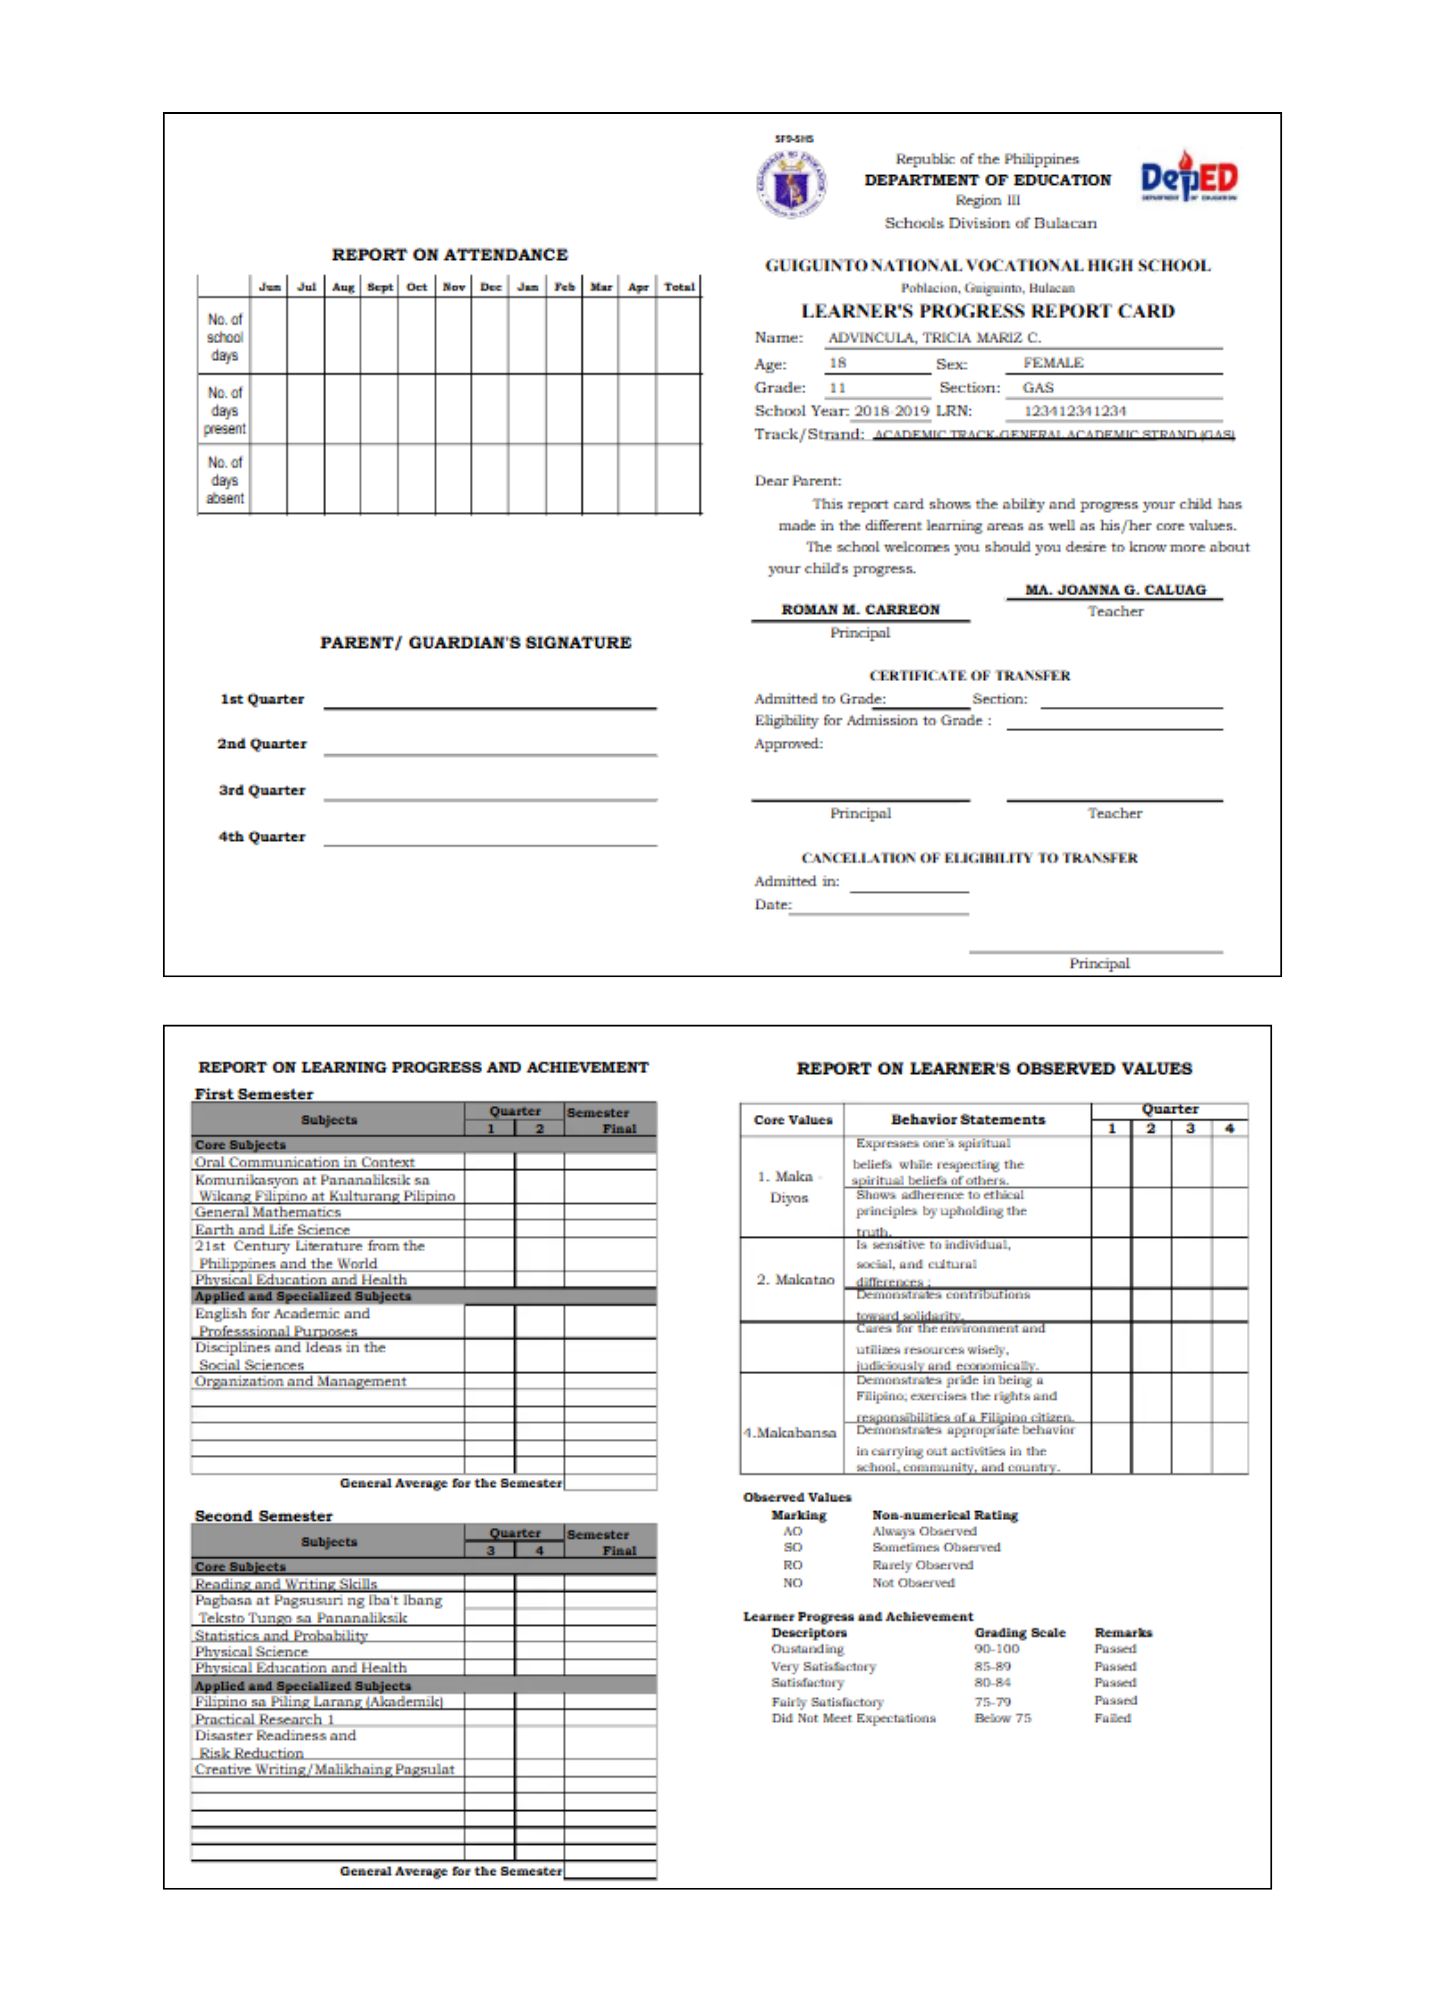 REPORT ON ATTENDANCE
Jun Jul Aug Sept Oct Nov Dec Jan Feb Mar Apr Total
No. of
school
days
No. of
days
present
No. of
days
absent
PARENT/ GUARDIAN'S SIGNATURE
1st Quarter
2nd Quarter
3rd Quarter
4th Quarter
SF9-SHS
Republic of the Philippines
DEPARTMENT OF EDUCATION
Region III
Schools Division of Bulacan
DepED
DEPARTMENT OF EDUCATION
GUIGUINTO NATIONAL VOCATIONAL HIGH SCHOOL
Poblacion, Guiguinto, Bulacan
LEARNER'S PROGRESS REPORT CARD
Name: ADVINCULA, TRICIA MARIZ C.
Age: 18 Sex: FEMALE
Grade: 11 Section: GAS
School Year: 2018-2019 LRN: 123412341234
Track/Strand: ACADEMIC TRACK-GENERAL ACADEMIC STRAND (GAS)
Dear Parent:
This report card shows the ability and progress your child has
made in the different learning areas as well as his/her core values.
The school welcomes you should you desire to know more about
your child's progress.
MA. JOANNA G. CALUAG
Teacher
ROMAN M. CARREON
Principal
CERTIFICATE OF TRANSFER
Admitted to Grade: Section:
Eligibility for Admission to Grade :
Approved:
Principal Teacher
CANCELLATION OF ELIGIBILITY TO TRANSFER
Admitted in:
Date:
Principal
REPORT ON LEARNING PROGRESS AND ACHIEVEMENT
First Semester
Subjects Quarter Semester
1 2 Final
Core Subjects
Oral Communication in Context
Komunikasyon at Pananaliksik sa
Wikang Filipino at Kulturang Pilipino
General Mathematics
Earth and Life Science
21st Century Literature from the
Philippines and the World
Physical Education and Health
Applied and Specialized Subjects
English for Academic and
Professsional Purposes
Disciplines and Ideas in the
Social Sciences
Organization and Management
General Average for the Semester
Second Semester
Subjects Quarter Semester
3 4 Final
Core Subjects
Reading and Writing Skills
Pagbasa at Pagsusuri ng Iba't Ibang
Teksto Tungo sa Pananaliksik
Statistics and Probability
Physical Science
Physical Education and Health
Applied and Specialized Subjects
Filipino sa Piling Larang (Akademik)
Practical Research 1
Disaster Readiness and
Risk Reduction
Creative Writing/Malikhaing Pagsulat
General Average for the Semester
REPORT ON LEARNER'S OBSERVED VALUES
Core Values Behavior Statements Quarter
1 2 3 4
1. Maka -
Diyos
Expresses one's spiritual
beliefs while respecting the
spiritual beliefs of others.
Shows adherence to ethical
principles by upholding the
truth.
2. Makatao
Is sensitive to individual,
social, and cultural
differences ;
Demonstrates contributions
toward solidarity.
Cares for the environment and
utilizes resources wisely,
judiciously and economically.
4.Makabansa
Demonstrates pride in being a
Filipino; exercises the rights and
responsibilities of a Filipino citizen.
Demonstrates appropriate behavior
in carrying out activities in the
school, community, and country.
Observed Values
Marking Non-numerical Rating
AO Always Observed
SO Sometimes Observed
RO Rarely Observed
NO Not Observed
Learner Progress and Achievement
Descriptors Grading Scale Remarks
Oustanding 90-100 Passed
Very Satisfactory 85-89 Passed
Satisfactory 80-84 Passed
Fairly Satisfactory 75-79 Passed
Did Not Meet Expectations Below 75 Failed